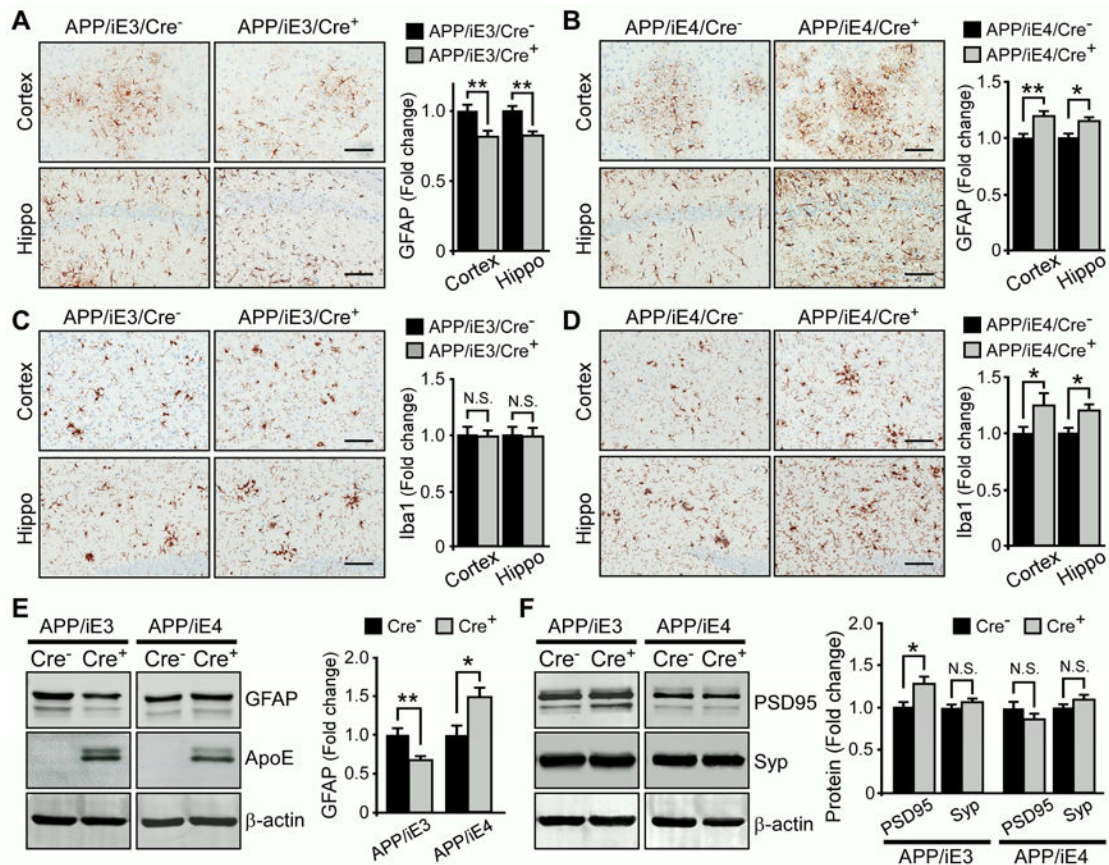 A
APP/iE3/Cre-
APP/iE3/Cre+
Cortex
Hippo
APP/iE3/Cre-
APP/iE3/Cre+
GFAP (Fold change)
1.0
0.5
0
**
**
Cortex
Hippo
B
APP/iE4/Cre-
APP/iE4/Cre+
Cortex
Hippo
APP/iE4/Cre-
APP/iE4/Cre+
GFAP (Fold change)
1.5
1.0
0.5
0
**
*
Cortex
Hippo
C
APP/iE3/Cre-
APP/iE3/Cre+
Cortex
Hippo
APP/iE3/Cre-
APP/iE3/Cre+
Iba1 (Fold change)
1.5
1.0
0.5
0
N.S.
N.S.
Cortex
Hippo
D
APP/iE4/Cre-
APP/iE4/Cre+
Cortex
Hippo
APP/iE4/Cre-
APP/iE4/Cre+
Iba1 (Fold change)
1.5
1.0
0.5
0
*
*
Cortex
Hippo
E
APP/iE3
APP/iE4
Cre- Cre+ Cre- Cre+
GFAP
ApoE
β-actin
Cre- Cre+
GFAP (Fold change)
2.0
1.5
1.0
0.5
0
**
*
APP/iE3
APP/iE4
F
APP/iE3
APP/iE4
Cre- Cre+ Cre- Cre+
PSD95
Syp
β-actin
Cre- Cre+
Protein (Fold change)
2.0
1.5
1.0
0.5
0
*
N.S.
N.S.
N.S.
PSD95
Syp
PSD95
Syp
APP/iE3
APP/iE4